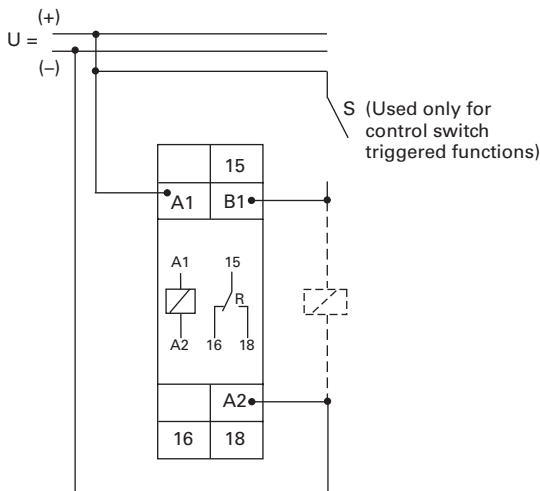 (+)
U =
(–)
S (Used only for
control switch
triggered functions)
15
A1 B1
A1 15
R
A2 16 18
A2
16 18